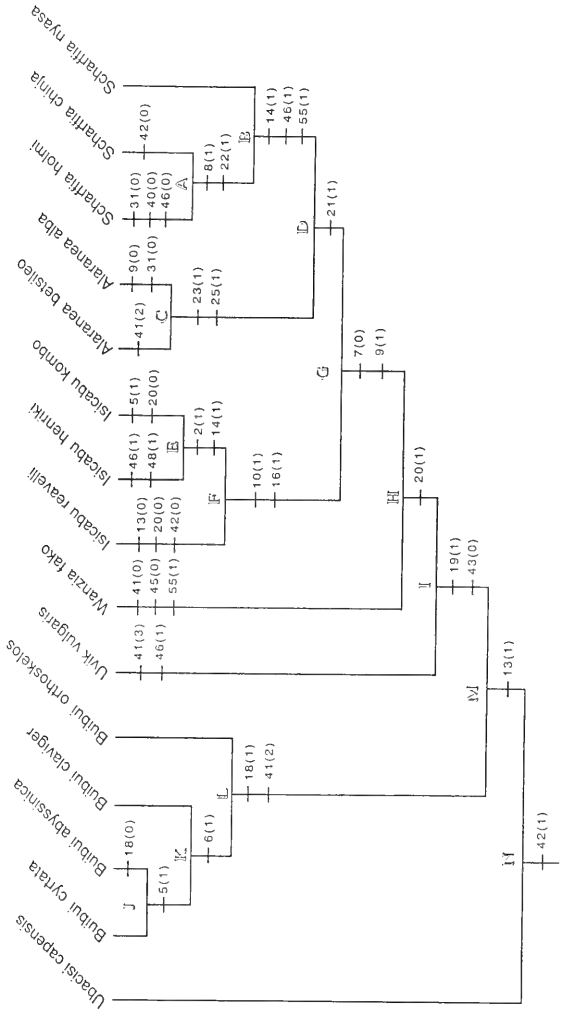 Scharffia nyasa
Scharffia chinja
Scharffia holmi
Alaranea alba
Alaranea betsileo
Isicabu kombo
Isicabu henriki
Isicabu reavelli
Wanzia fako
Uvik vulgaris
Buibui orthoskelos
Buibui claviger
Buibui abyssinica
Buibui cyrtata
Ubacisi capensis
42(0)
31(0)
40(0)
46(0)
A
8(1)
22(1)
B
14(1)
46(1)
55(1)
9(0)
31(0)
41(2)
C
23(1)
25(1)
D
21(1)
5(1)
20(0)
46(1)
48(1)
E
2(1)
14(1)
13(0)
20(0)
42(0)
F
10(1)
16(1)
G
7(0)
9(1)
41(0)
45(0)
55(1)
H
20(1)
41(3)
46(1)
I
19(1)
43(0)
18(0)
J
5(1)
K
6(1)
L
18(1)
41(2)
M
13(1)
N
42(1)